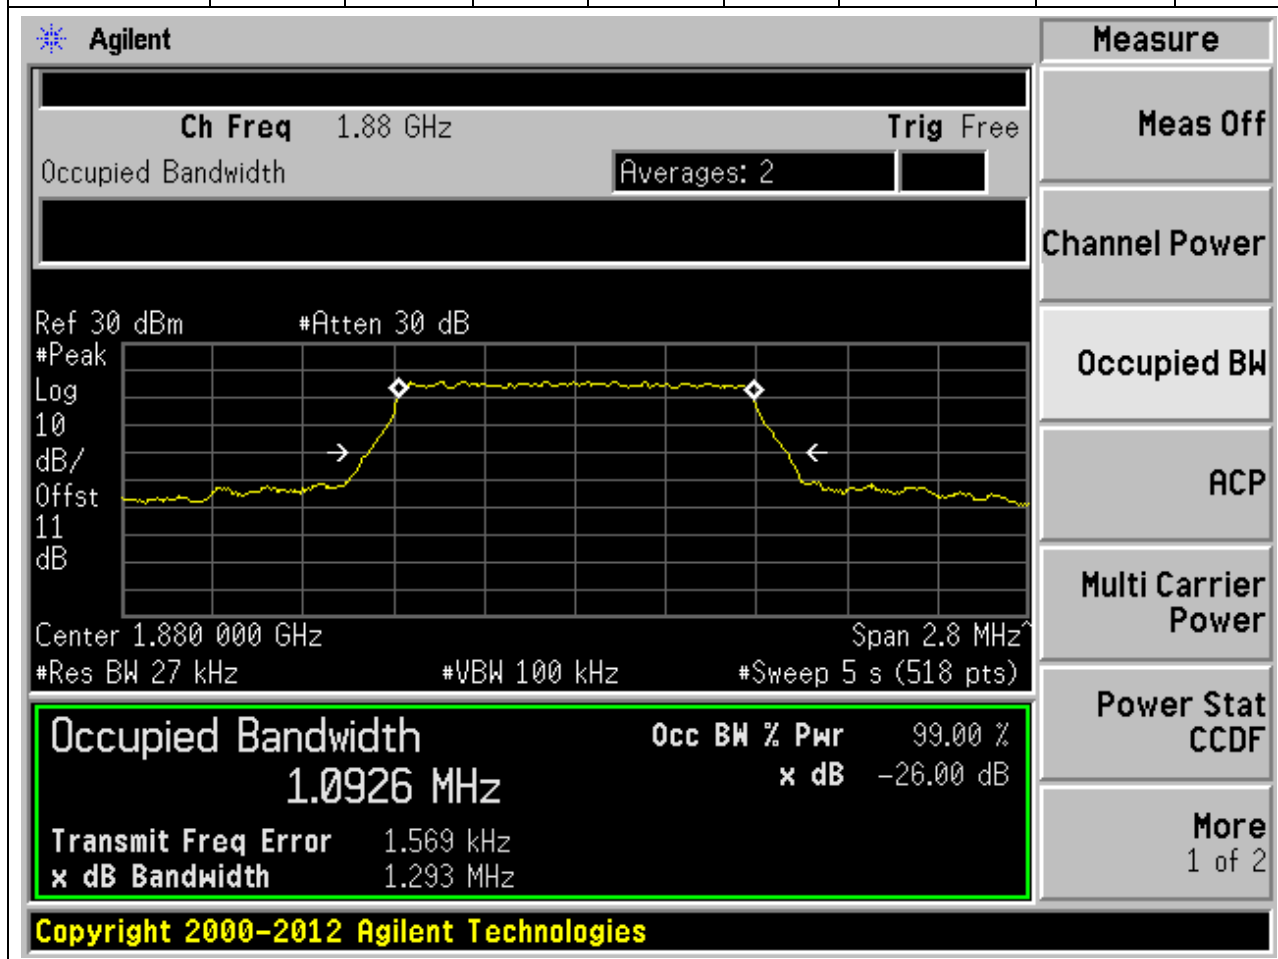 Agilent
Measure
Ch Freq 1.88 GHz Trig Free
Occupied Bandwidth Averages: 2
Meas Off
Channel Power
Occupied BW
ACP
Multi Carrier
Power
Power Stat
CCDF
More
1 of 2
Ref 30 dBm #Atten 30 dB
#Peak
Log
10
dB/
Offst
11
dB
Center 1.880 000 GHz Span 2.8 MHz^
#Res BW 27 kHz #VBW 100 kHz #Sweep 5 s (518 pts)
Occupied Bandwidth Occ BW % Pwr 99.00 %
1.0926 MHz x dB -26.00 dB
Transmit Freq Error 1.569 kHz
x dB Bandwidth 1.293 MHz
Copyright 2000-2012 Agilent Technologies